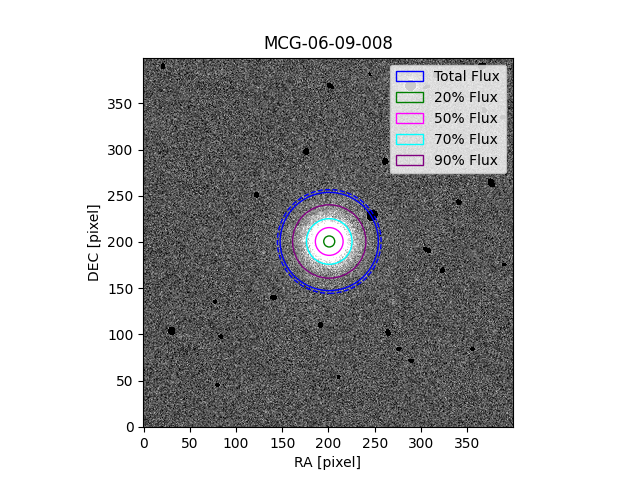 MCG-06-09-008
Total Flux
20% Flux
50% Flux
70% Flux
90% Flux
350
300
250
200
150
100
50
0
DEC [pixel]
0 50 100 150 200 250 300 350
RA [pixel]